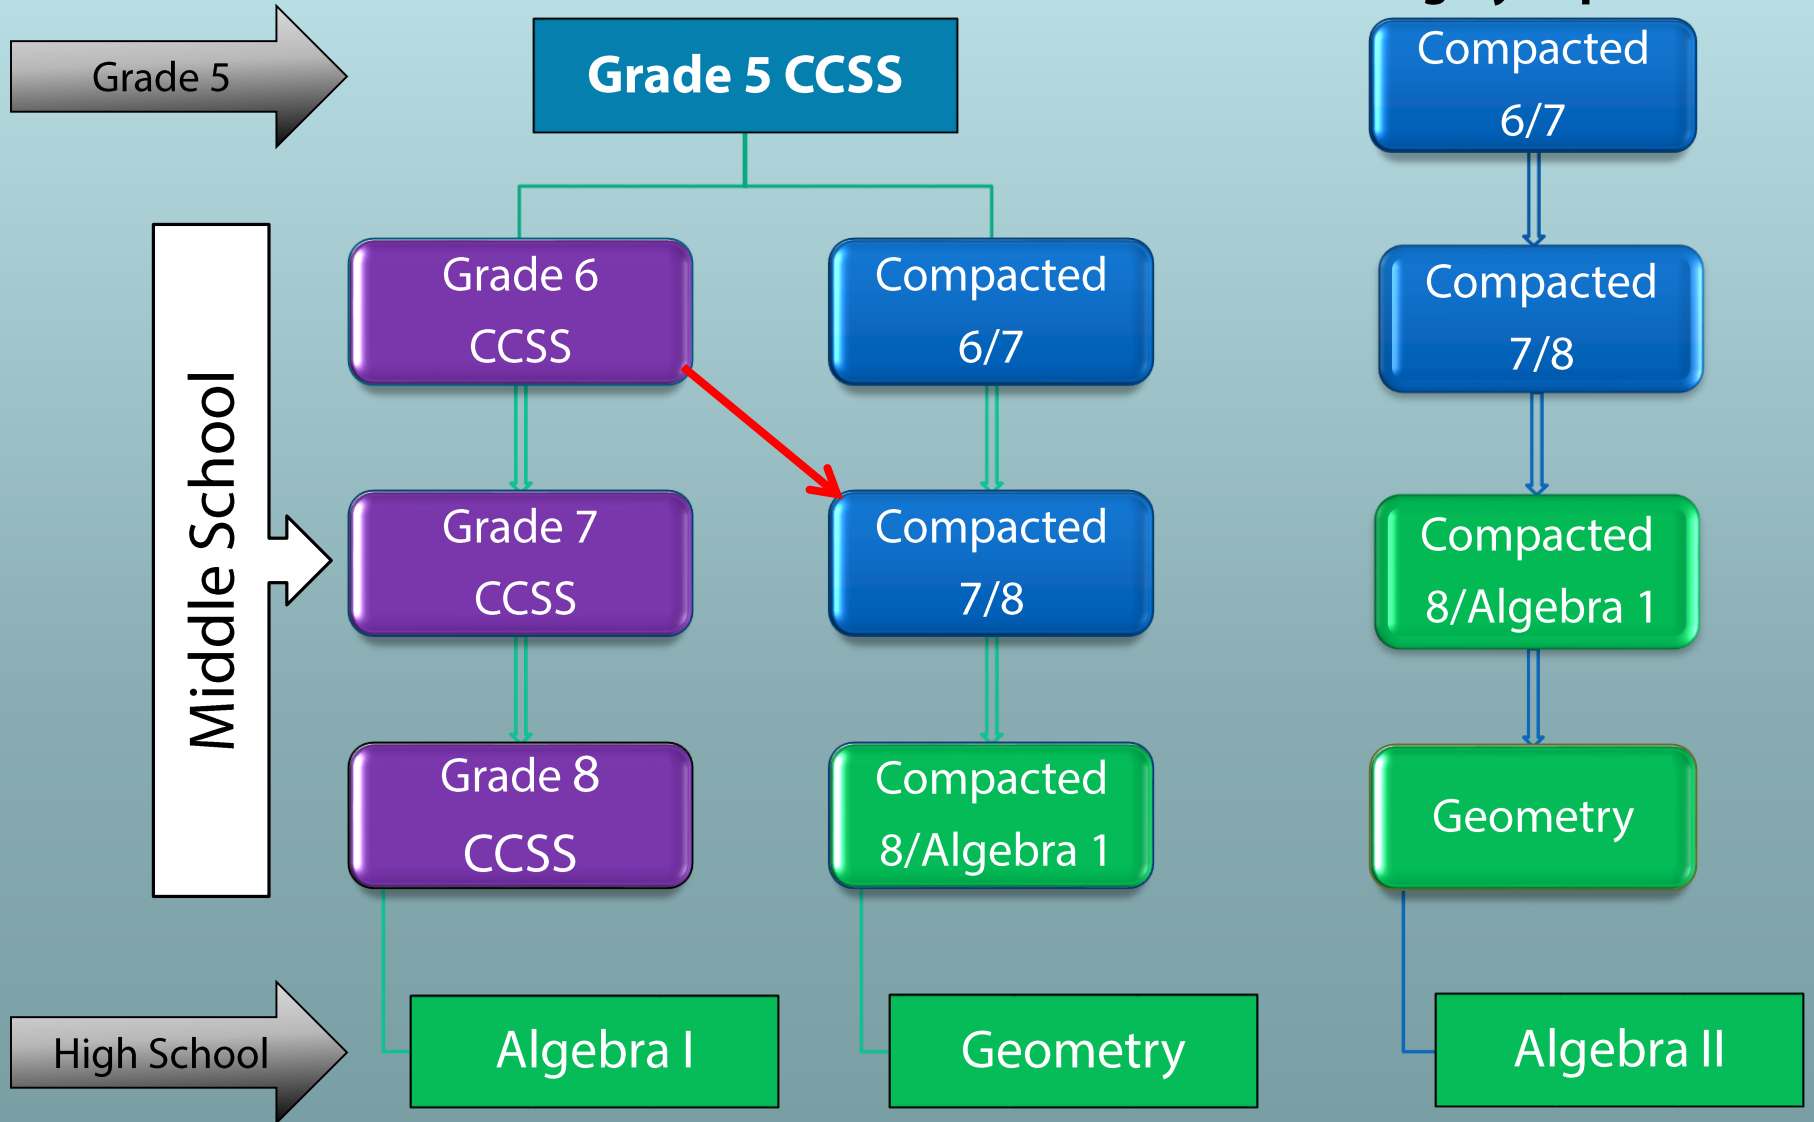 Grade 5
Grade 5 CCSS
Compacted
6/7
Grade 6
CCSS
Compacted
6/7
Compacted
7/8
Middle School
Grade 7
CCSS
Compacted
7/8
Compacted
8/Algebra 1
Grade 8
CCSS
Compacted
8/Algebra 1
Geometry
High School
Algebra I
Geometry
Algebra II